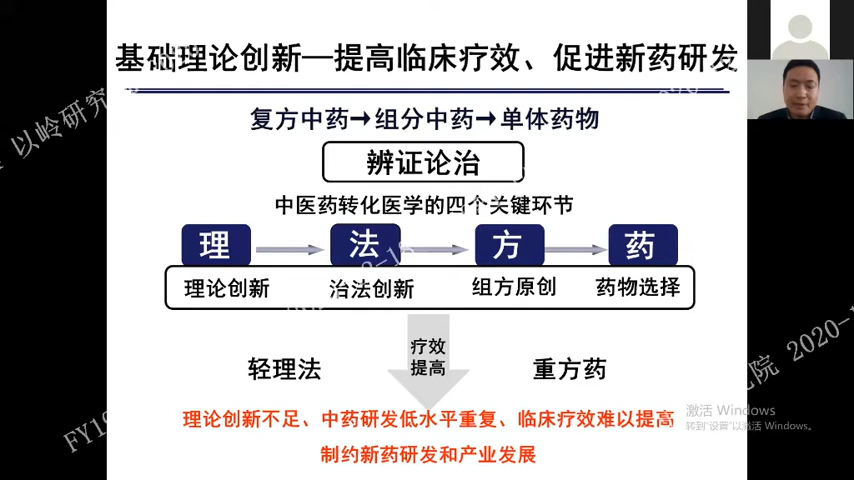 基础理论创新—提高临床疗效、促进新药研发
复方中药→组分中药→单体药物
辨证论治
中医药转化医学的四个关键环节
理 法 方 药
理论创新 治法创新 组方原创 药物选择
疗效
提高
轻理法 重方药
理论创新不足、中药研发低水平重复、临床疗效难以提高
制约新药研发和产业发展
激活 Windows
转到“设置”以激活 Windows。
以岭研究
院 2020-1
FY19